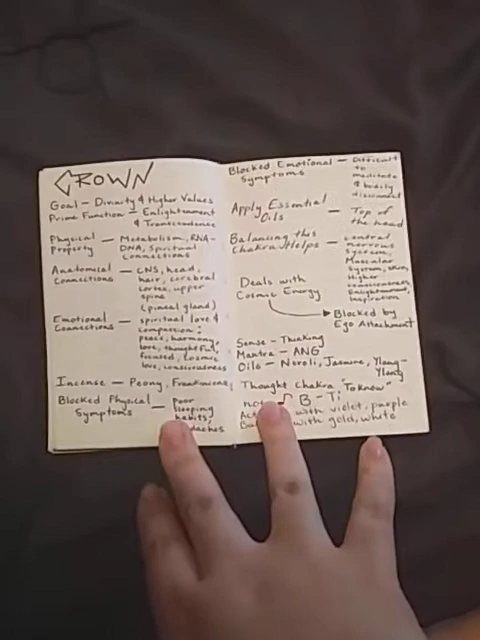 CROWN
Goal - Divinity & Higher Values
Prime Function - Enlightenment
& Transcendence
Physical Property - Metabolism, RNA-
DNA, Spiritual
Connections
Anatomical Connections - CNS, head,
hair, cerebral
cortex, upper
spine
(pineal gland)
Emotional Connections - spiritual love &
compassion:
peace, harmony,
love, thoughtful,
focused, cosmic
love, consciousness
Incense - Peony,
Blocked Physical Symptoms - Poor
sleeping
habits,
Blocked Emotional Symptoms - Difficult
to
meditate
& bodily
Apply Essential Oils - Top of
the head
Balancing this Chakra Helps - central
nervous
system,
Muscular
system, skin,
Higher
consciousness,
Enlightenment,
Inspiration
Deals with
Cosmic Energy
Blocked by
Ego Attachment
Sense - Thinking
Mantra - ANG
Oils - Neroli, Jasmine, Ylang-
Ylang
Thought Chakra "To know"
B - Ti
with violet, purple
with gold, white